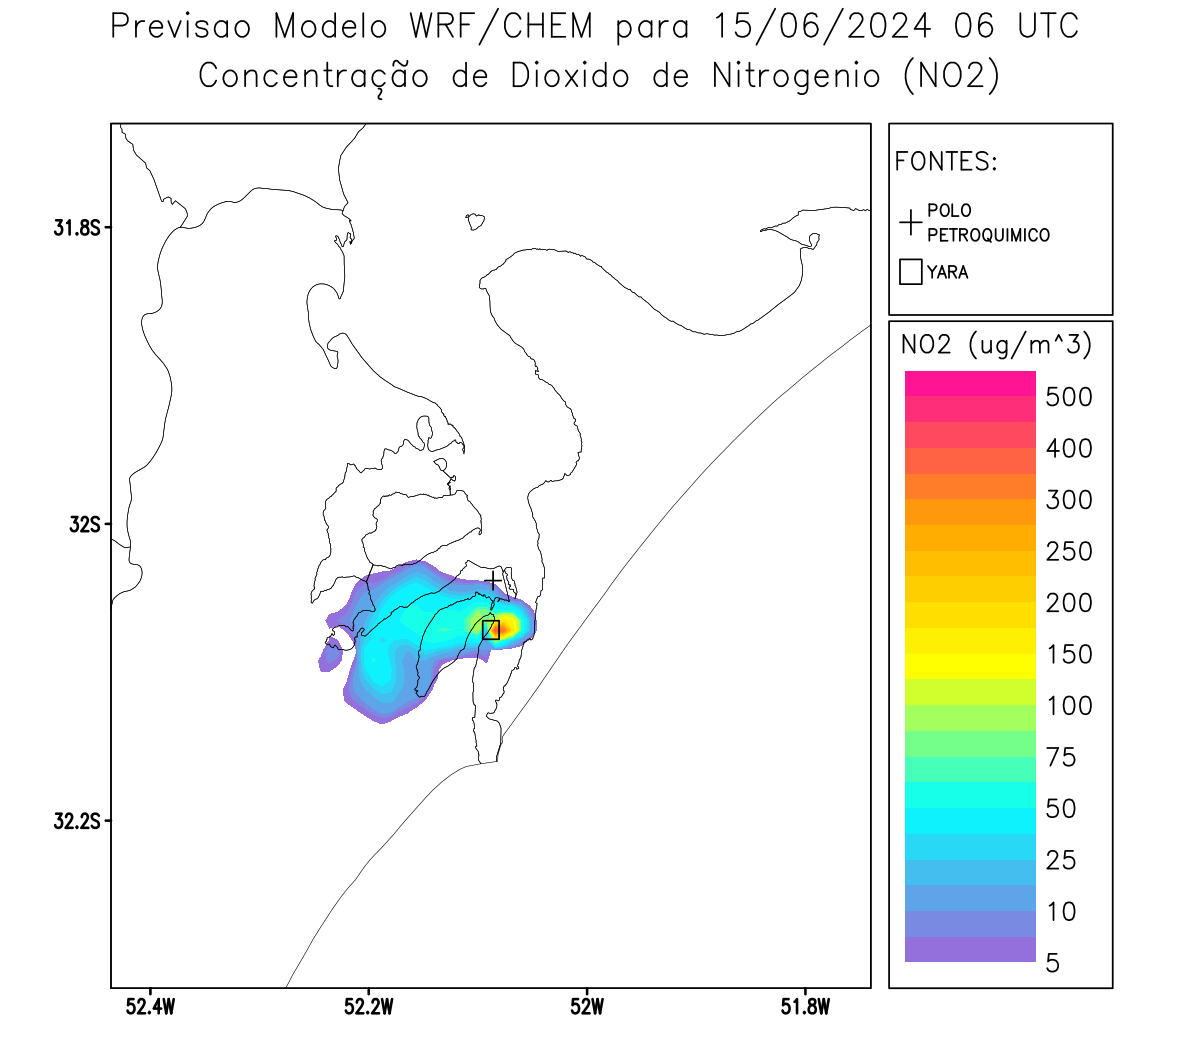 Previsao Modelo WRF/CHEM para 15/06/2024 06 UTC
Concentração de Dioxido de Nitrogenio (NO2)
FONTES:
POLO
PETROQUIMICO
YARA
NO2 (ug/m^3)
500
400
300
250
200
150
100
75
50
25
10
5
31.8S
32S
32.2S
52.4W
52.2W
52W
51.8W